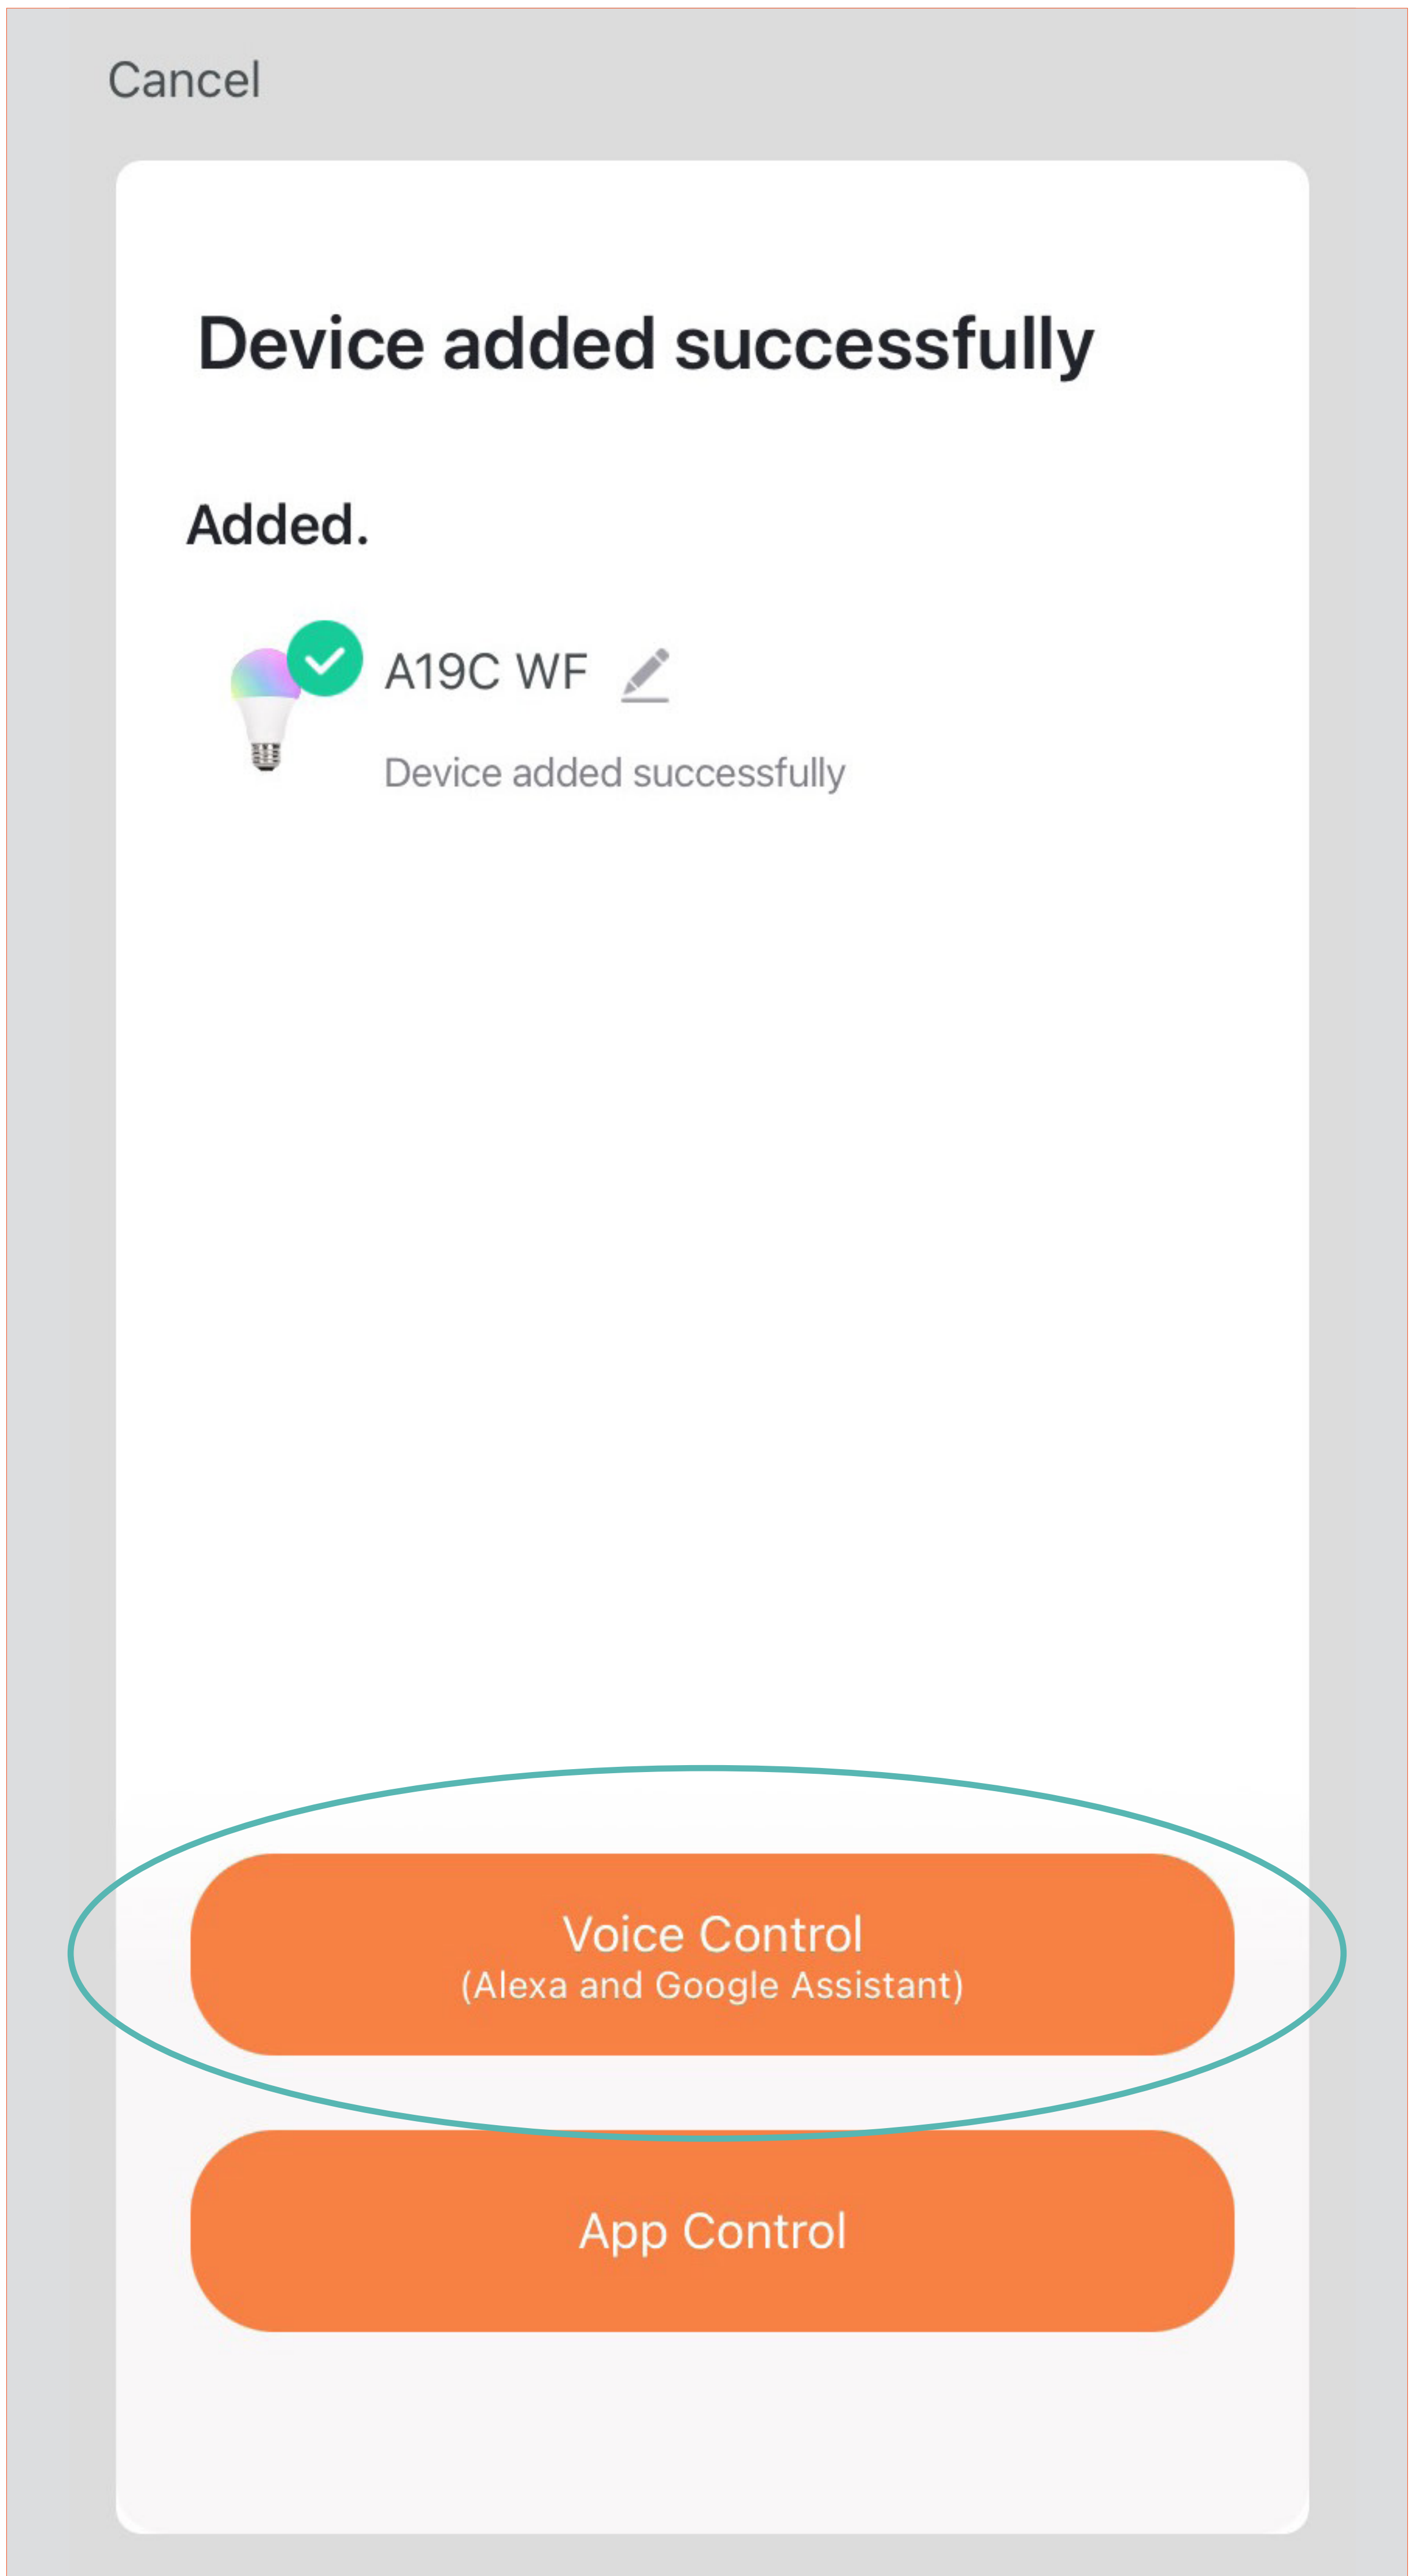 Cancel
Device added successfully
Added.
A19C WF
Device added successfully
Voice Control
(Alexa and Google Assistant)
App Control